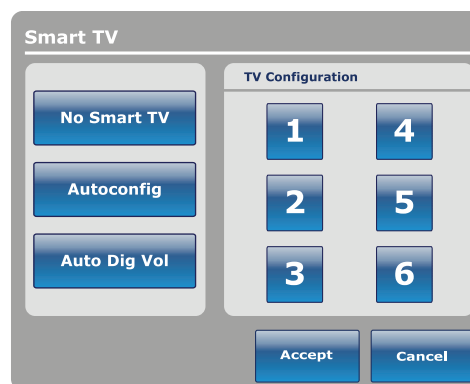 Smart TV
No Smart TV
Autoconfig
Auto Dig Vol
TV Configuration
1
4
2
5
3
6
Accept
Cancel